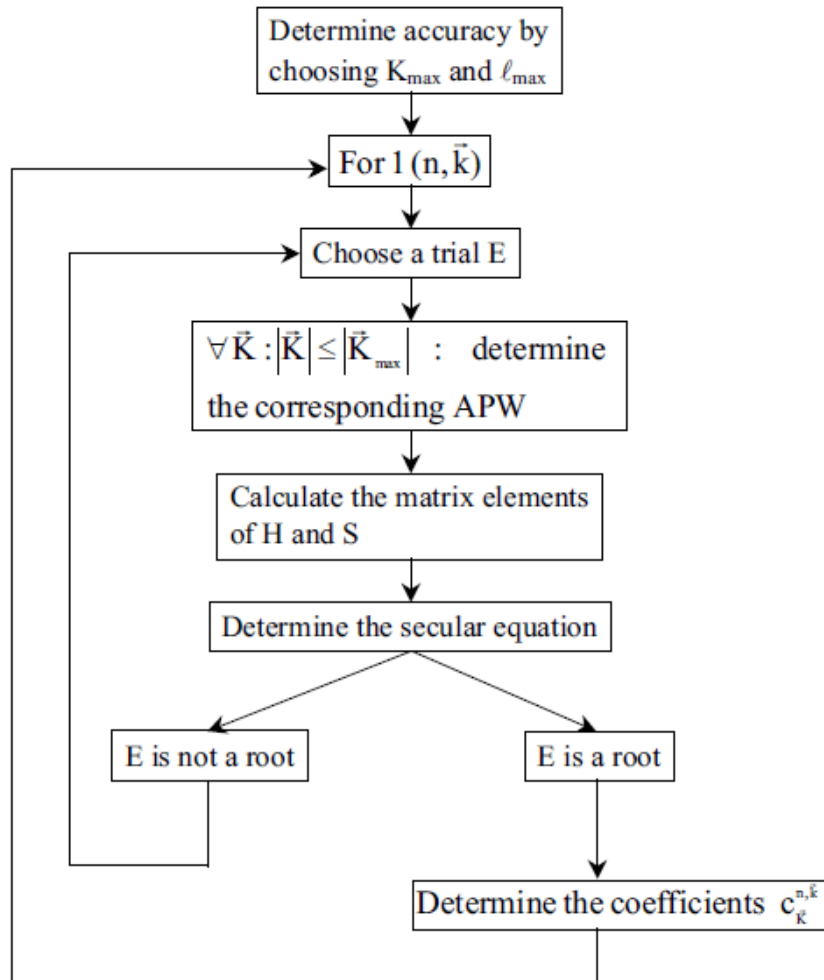 Determine accuracy by
choosing K_max and ℓ_max
For 1 (n, k⃗)
Choose a trial E
∀ K⃗ : |K⃗| ≤ |K⃗_max| : determine
the corresponding APW
Calculate the matrix elements
of H and S
Determine the secular equation
E is not a root
E is a root
Determine the coefficients c_K⃗^{n,k⃗}